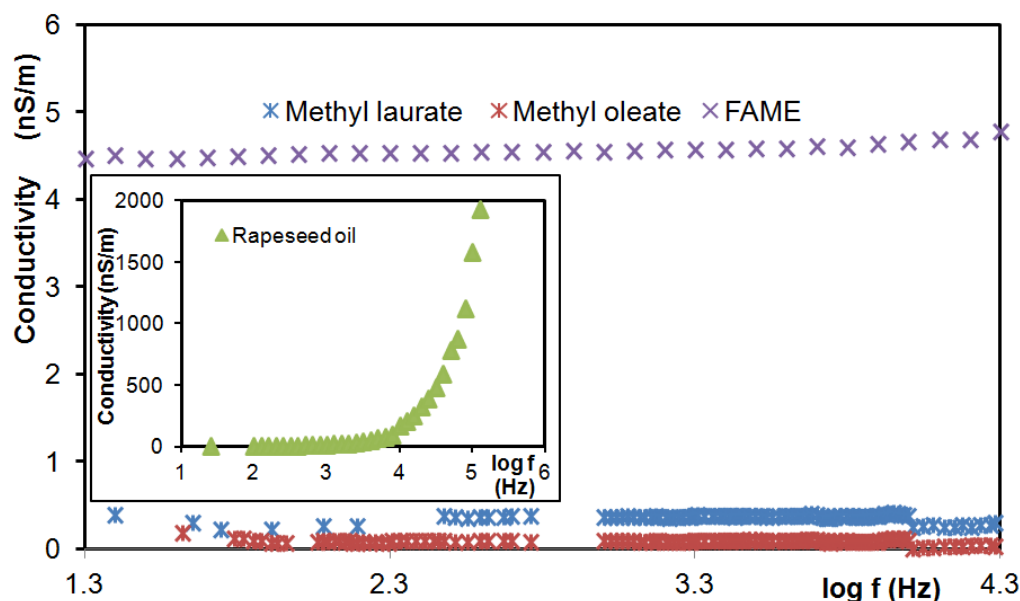 6
5
4
3
2
1
0
Conductivity (nS/m)
Methyl laurate Methyl oleate FAME
2000
1500
1000
500
0
Conductivity (nS/m)
Rapeseed oil
1 2 3 4 5 6
log f
(Hz)
1.3 2.3 3.3 4.3
log f (Hz)